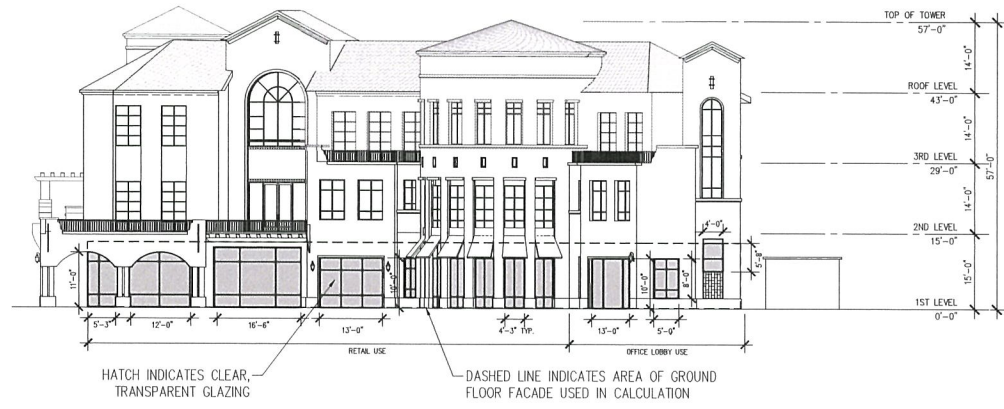 TOP OF TOWER
57'-0"
14'-0"
ROOF LEVEL
43'-0"
14'-0"
3RD LEVEL
29'-0"
57'-0"
14'-0"
2ND LEVEL
15'-0"
15'-0"
1ST LEVEL
0'-0"
4'-0"
5'-8"
11'-0"
10'-0"
10'-0"
8'-0"
5'-3"
12'-0"
16'-6"
13'-0"
4'-3" TYP.
13'-0"
5'-0"
RETAIL USE
OFFICE LOBBY USE
HATCH INDICATES CLEAR,
TRANSPARENT GLAZING
DASHED LINE INDICATES AREA OF GROUND
FLOOR FACADE USED IN CALCULATION